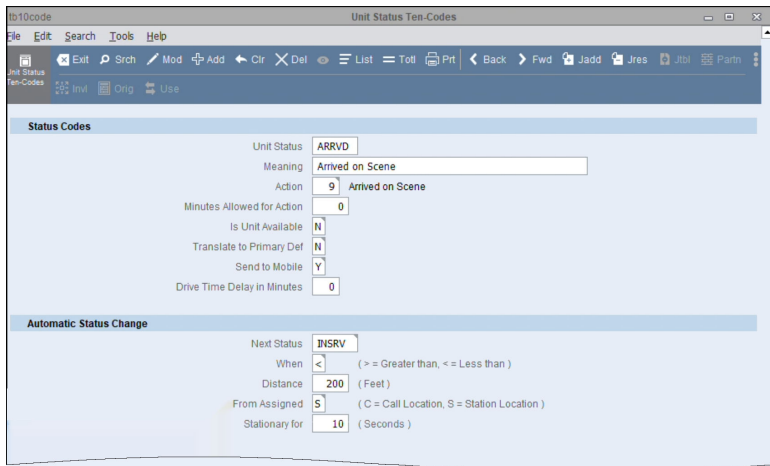 tb10code Unit Status Ten-Codes
File Edit Search Tools Help
Exit Srch Mod Add Clr Del List Totl Prt Back Fwd Jadd Jres Jtbl Partn
Unit Status
Ten-Codes
Invl Orig Use
Status Codes
Unit Status ARRVD
Meaning Arrived on Scene
Action 9 Arrived on Scene
Minutes Allowed for Action 0
Is Unit Available N
Translate to Primary Def N
Send to Mobile Y
Drive Time Delay in Minutes 0
Automatic Status Change
Next Status INSRV
When < ( > = Greater than, < = Less than )
Distance 200 ( Feet )
From Assigned S ( C = Call Location, S = Station Location )
Stationary for 10 ( Seconds )